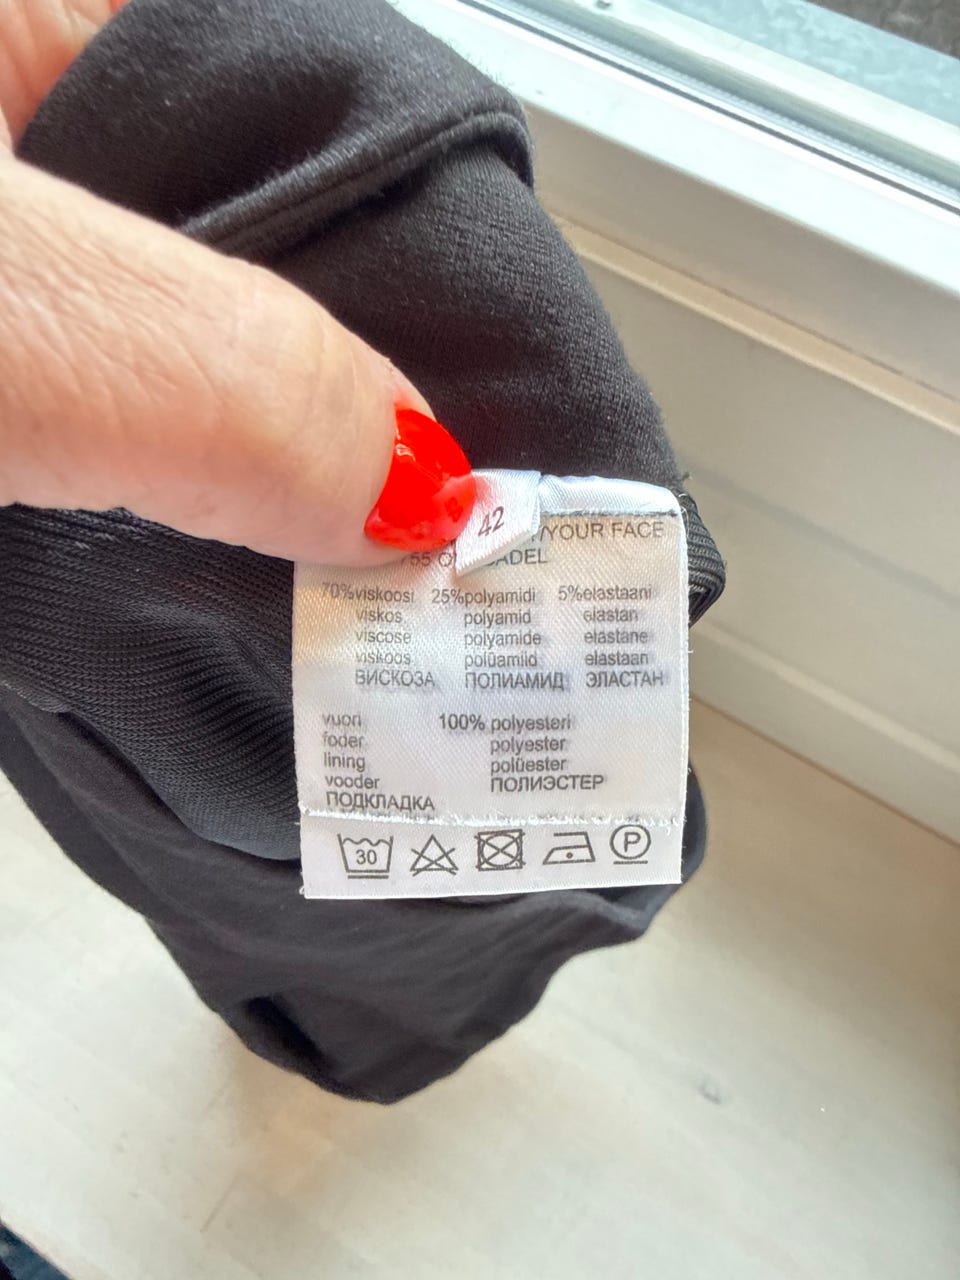 42
/YOUR FACE
70%viskoosi 25%polyamidi 5%elastaani
viskos polyamid elastan
viscose polyamide elastane
viskoos polüamiid elastaan
ВИСКОЗА ПОЛИАМИД ЭЛАСТАН
vuori 100% polyesteri
foder polyester
lining polüester
vooder ПОЛИЭСТЕР
ПОДКЛАДКА
30
P